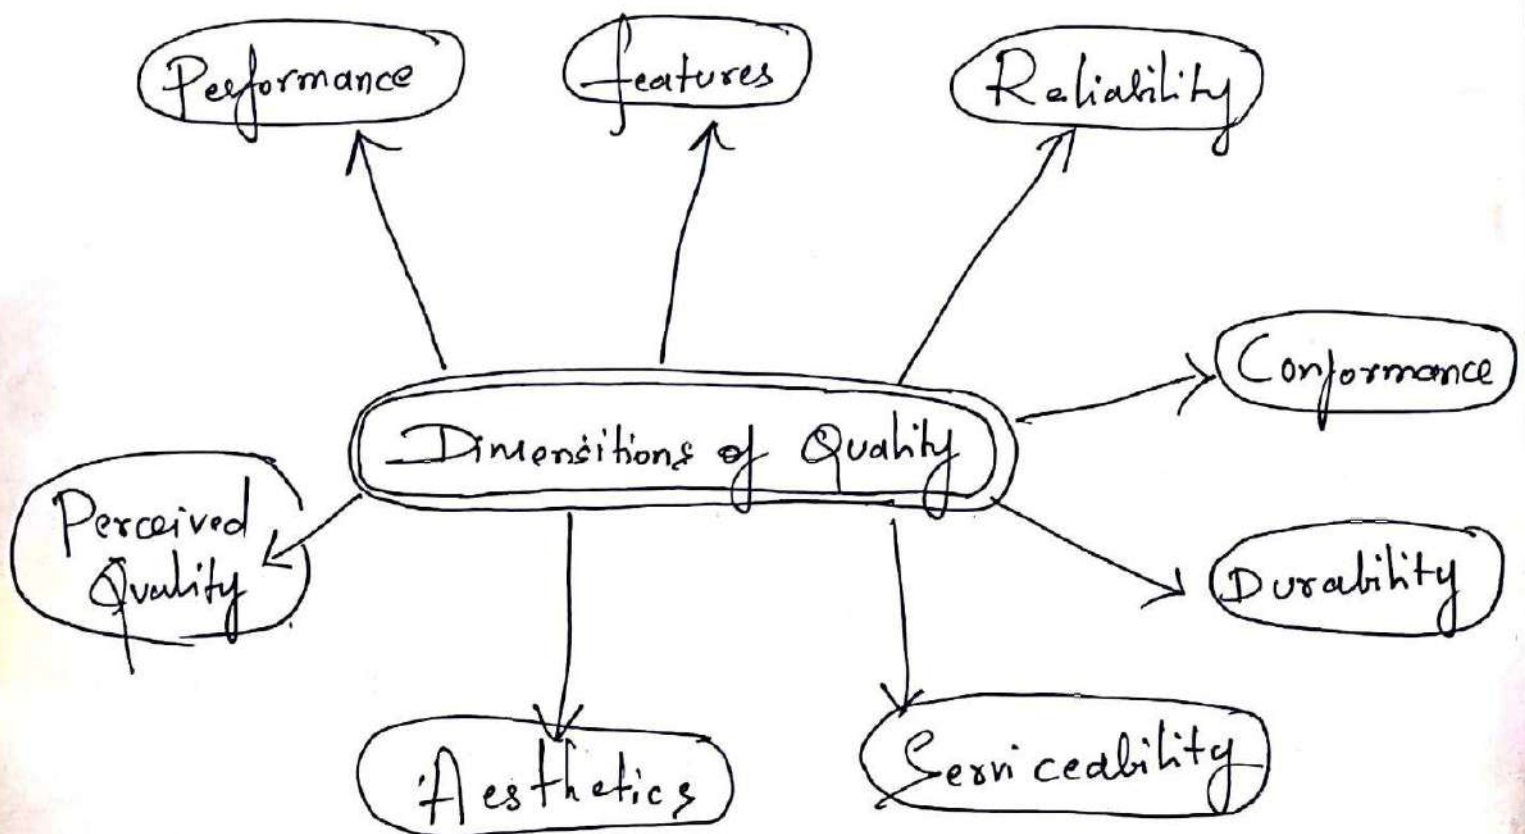 Performance
features
Reliability
Conformance
Dimensitions of Quality
Perceived
Quality
Durability
Aesthetics
Serviceability